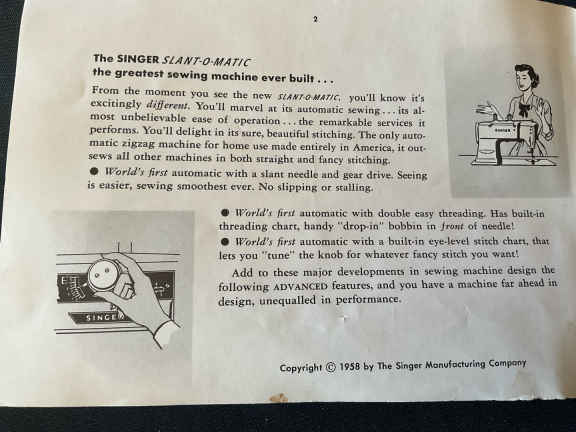 2
The SINGER SLANT-O-MATIC
the greatest sewing machine ever built . . .
From the moment you see the new SLANT-O-MATIC, you'll know it's
excitingly different. You'll marvel at its automatic sewing . . . its al-
most unbelievable ease of operation . . . the remarkable services it
performs. You'll delight in its sure, beautiful stitching. The only auto-
matic zigzag machine for home use made entirely in America, it out-
sews all other machines in both straight and fancy stitching.
● World's first automatic with a slant needle and gear drive. Seeing
is easier, sewing smoothest ever. No slipping or stalling.
SINGER
● World's first automatic with double easy threading. Has built-in
threading chart, handy "drop-in" bobbin in front of needle!
● World's first automatic with a built-in eye-level stitch chart, that
lets you "tune" the knob for whatever fancy stitch you want!
Add to these major developments in sewing machine design the
following ADVANCED features, and you have a machine far ahead in
design, unequalled in performance.
SINGER
Copyright © 1958 by The Singer Manufacturing Company